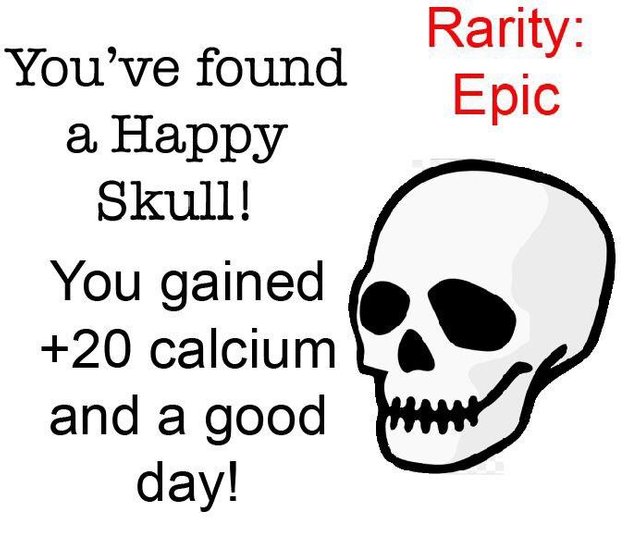 You've found
a Happy
Skull!
You gained
+20 calcium
and a good
day!
Rarity:
Epic